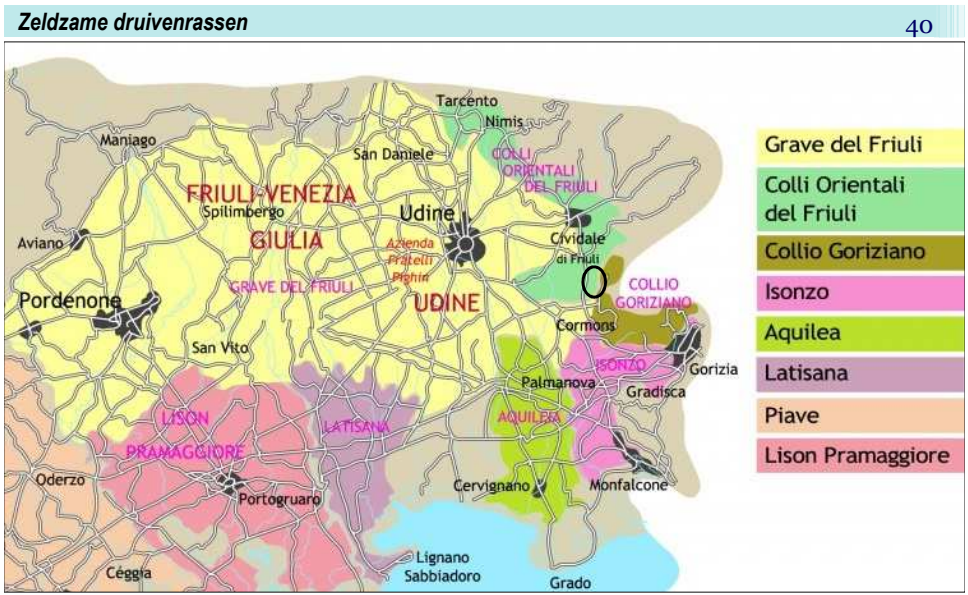 Zeldzame druivenrassen
40
Tarcento
Nimis
Maniago
San Daniele
COLLI
ORIENTALI
DEL FRIULI
FRIULI-VENEZIA
Spilimbergo
Udine
GIULIA
Aviano
Azienda
Fratelli
Pighin
Cividale
di Friuli
GRAVE DEL FRIULI
COLLIO
GORIZIANO
Pordenone
UDINE
Cormons
San Vito
ISONZO
Gorizia
Palmanova
Gradisca
LISON
PRAMAGGIORE
LATISANA
AQUILEIA
Oderzo
Portogruaro
Cervignano
Monfalcone
Lignano
Sabbiadoro
Céggia
Grado
Grave del Friuli
Colli Orientali
del Friuli
Collio Goriziano
Isonzo
Aquilea
Latisana
Piave
Lison Pramaggiore